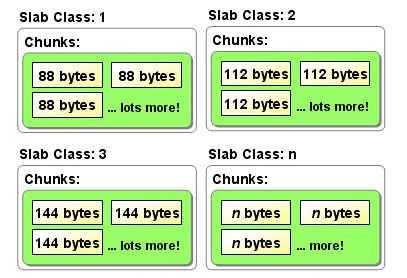 Slab Class: 1
Chunks:
88 bytes 88 bytes
88 bytes ... lots more!
Slab Class: 2
Chunks:
112 bytes 112 bytes
112 bytes ... lots more!
Slab Class: 3
Chunks:
144 bytes 144 bytes
144 bytes ... lots more!
Slab Class: n
Chunks:
n bytes n bytes
n bytes ... more!